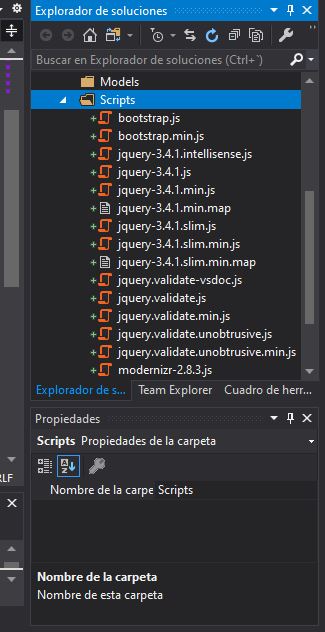 Explorador de soluciones
Buscar en Explorador de soluciones (Ctrl+`)
Models
Scripts
bootstrap.js
bootstrap.min.js
jquery-3.4.1.intellisense.js
jquery-3.4.1.js
jquery-3.4.1.min.js
jquery-3.4.1.min.map
jquery-3.4.1.slim.js
jquery-3.4.1.slim.min.js
jquery-3.4.1.slim.min.map
jquery.validate-vsdoc.js
jquery.validate.js
jquery.validate.min.js
jquery.validate.unobtrusive.js
jquery.validate.unobtrusive.min.js
modernizr-2.8.3.js
Explorador de s... Team Explorer Cuadro de herr...
Propiedades
Scripts Propiedades de la carpeta
RLF
Nombre de la carpe Scripts
Nombre de la carpeta
Nombre de esta carpeta